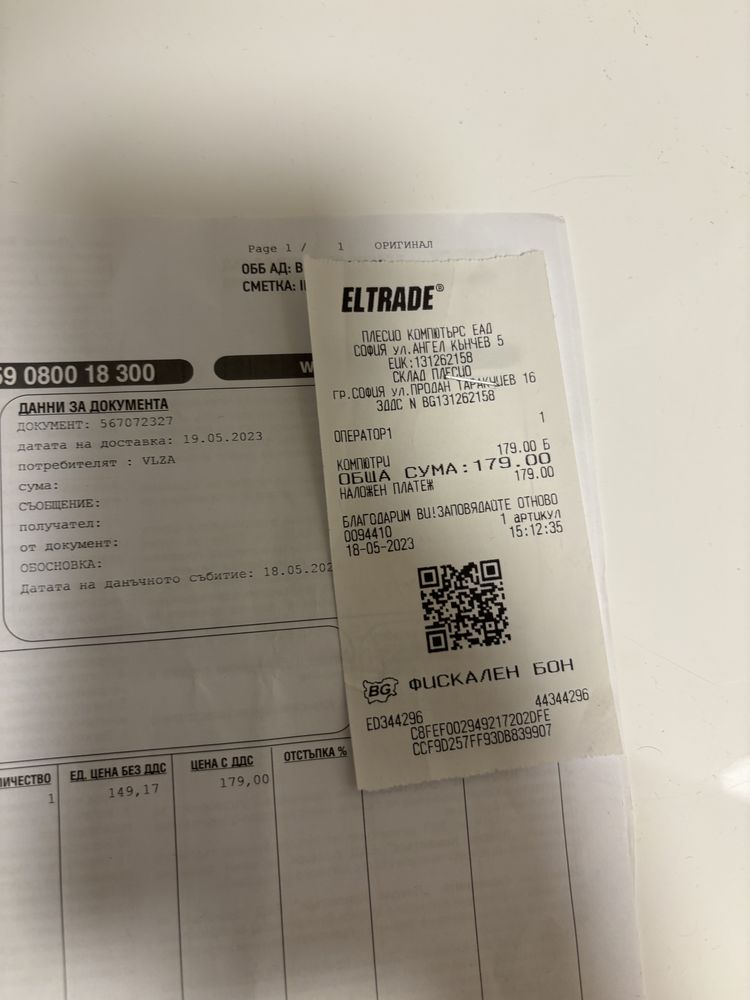 Page 1 / 1 ОРИГИНАЛ
ОББ АД: B
СМЕТКА:
59 0800 18 300
W
ДАННИ ЗА ДОКУМЕНТА
ДОКУМЕНТ: 567072327
датата на доставка: 19.05.2023
потребителят : VLZA
сума:
СЪОБЩЕНИЕ:
получател:
от документ:
ОБОСНОВКА:
Датата на данъчното събитие: 18.05.202
ИЧЕСТВО ЕД. ЦЕНА БЕЗ ДДС ЦЕНА С ДДС ОТСТЪПКА %
1 149,17 179,00
ELTRADE®
ПЛЕСИО КОМПЮТЪРС ЕАД
СОФИЯ ул.АНГЕЛ КЪНЧЕВ 5
ЕИК:131262158
СКЛАД ПЛЕСИО
гр.СОФИЯ ул.ПРОДАН ТАРАКЧИЕВ 16
ЗДДС N BG131262158
ОПЕРАТОР1 1
КОМПЮТРИ 179.00 Б
ОБЩА СУМА:179.00
НАЛОЖЕН ПЛАТЕЖ 179.00
БЛАГОДАРИМ ВИ!ЗАПОВЯДАЙТЕ ОТНОВО
0094410 1 артикул
18-05-2023 15:12:35
BG ФИСКАЛЕН БОН
ED344296 44344296
C8FEF002949217202DFE
CCF9D257FF93DB839907